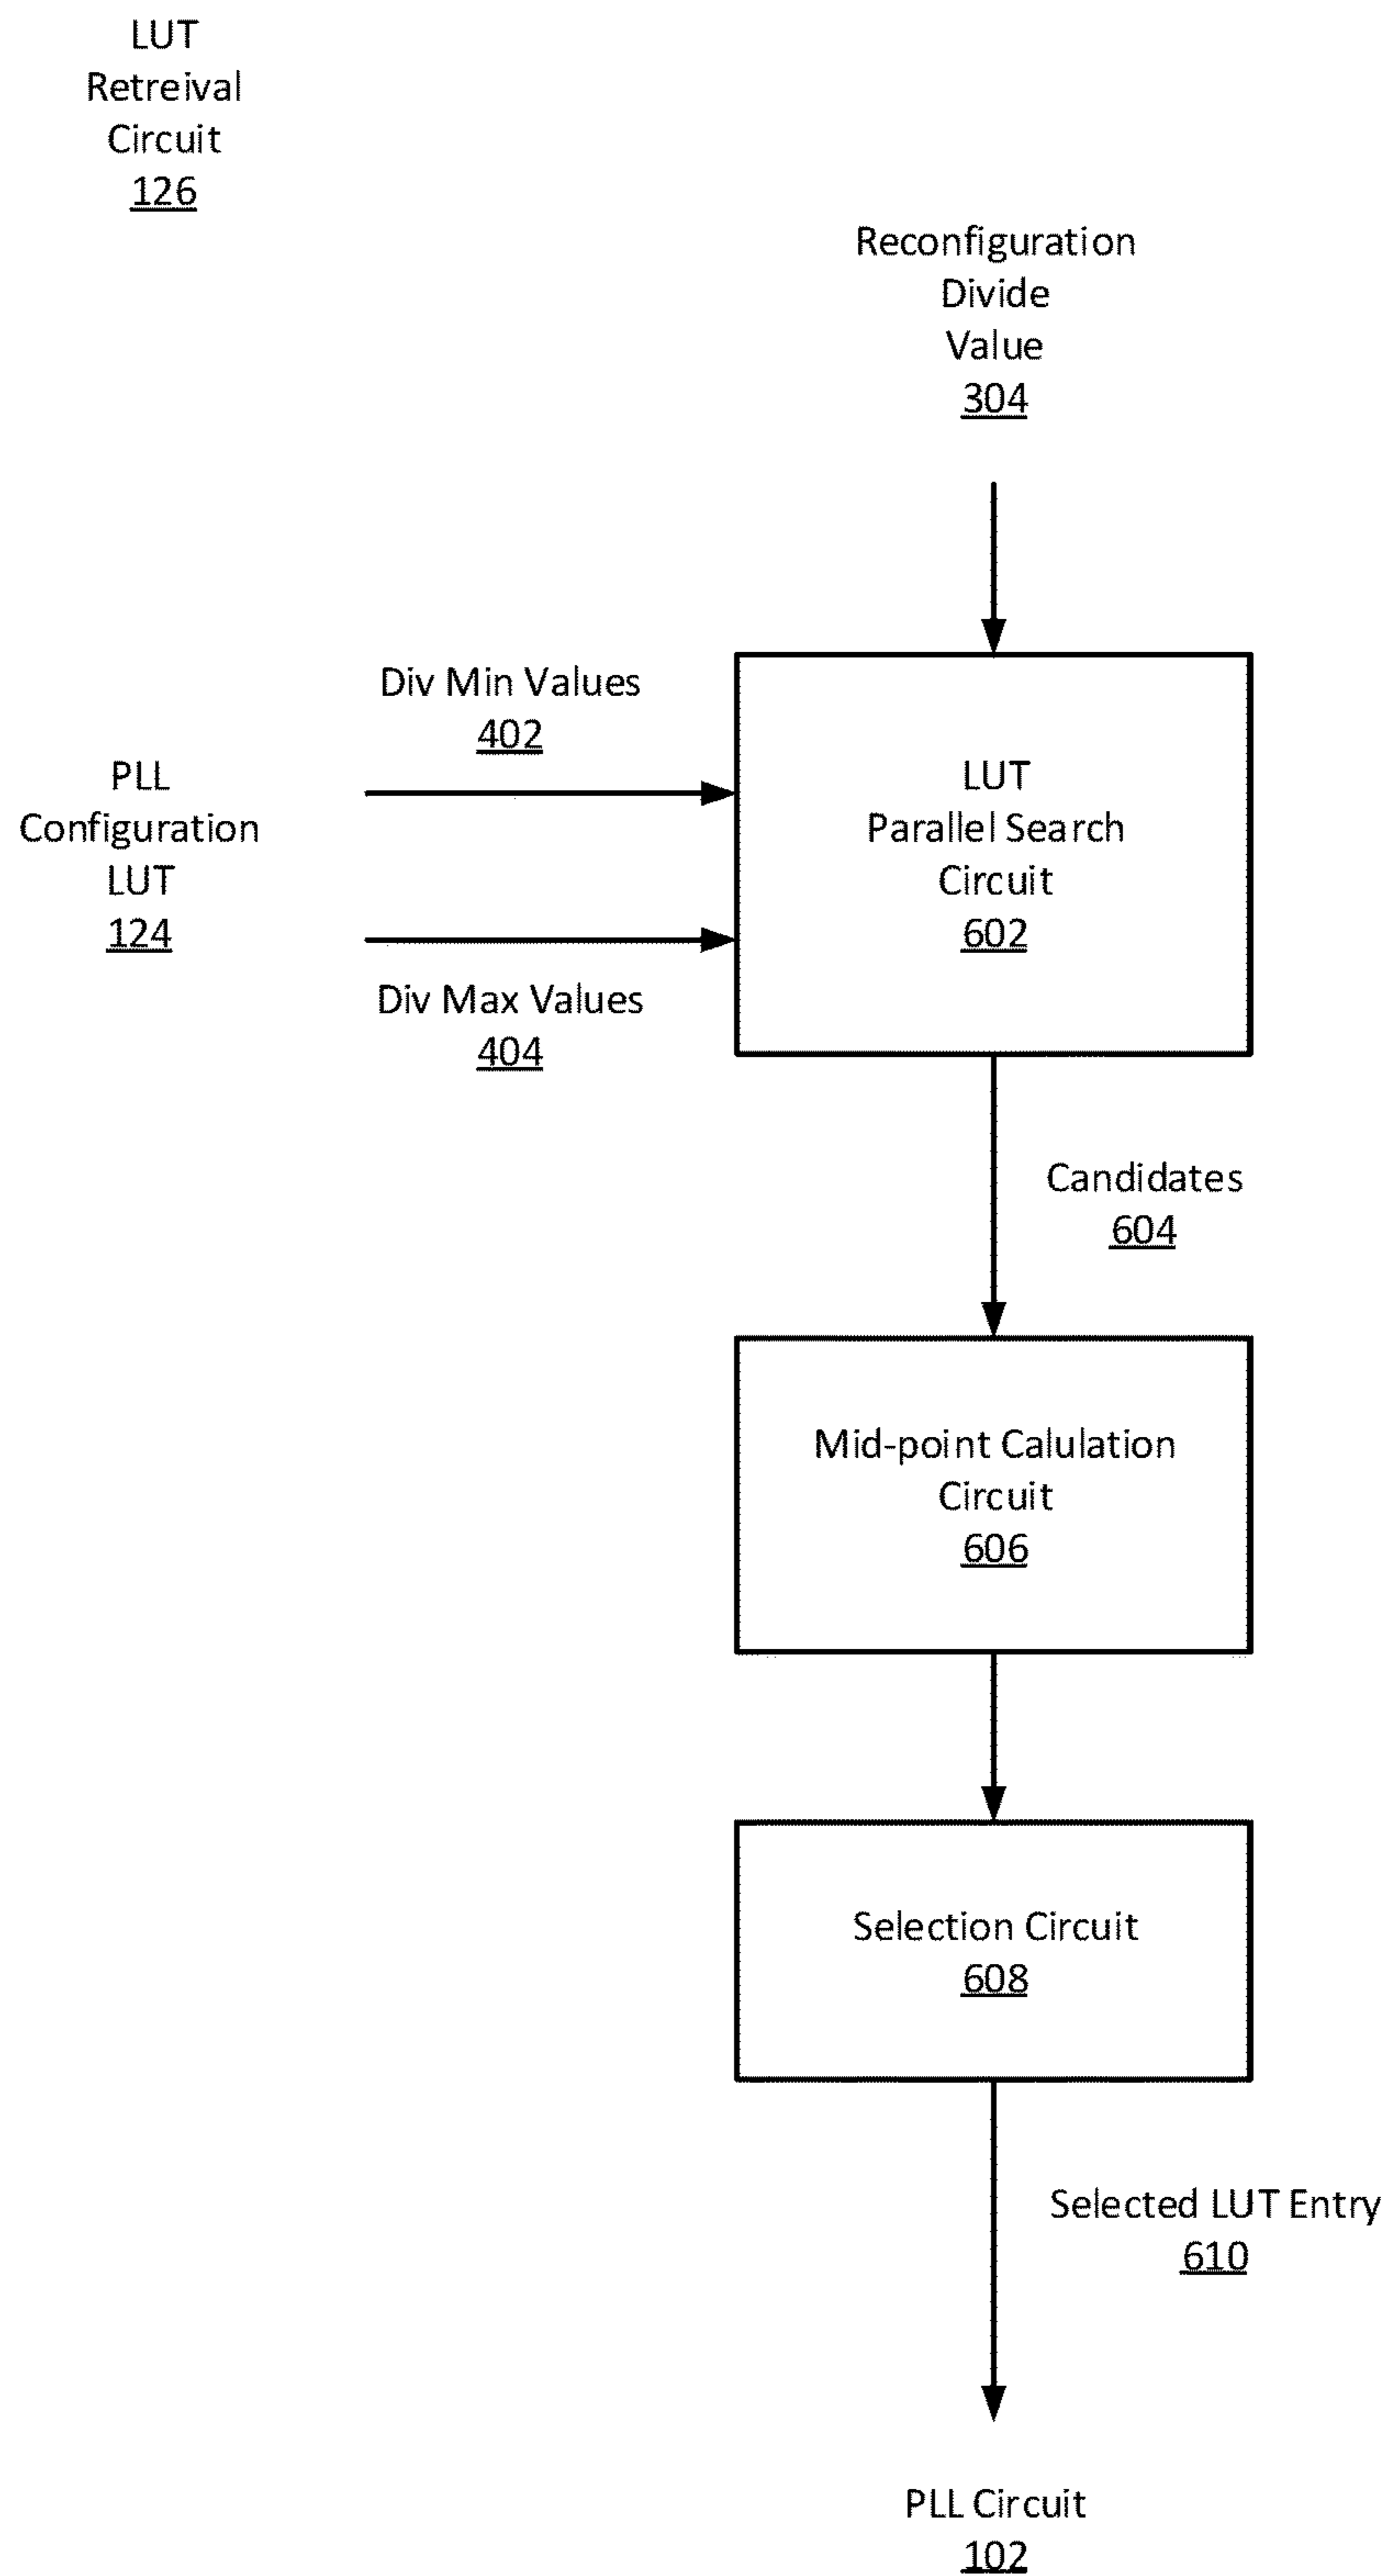 LUT
Retreival
Circuit
126
Reconfiguration
Divide
Value
304
Div Min Values
402
PLL
Configuration
LUT
124
Div Max Values
404
LUT
Parallel Search
Circuit
602
Candidates
604
Mid-point Calulation
Circuit
606
Selection Circuit
608
Selected LUT Entry
610
PLL Circuit
102